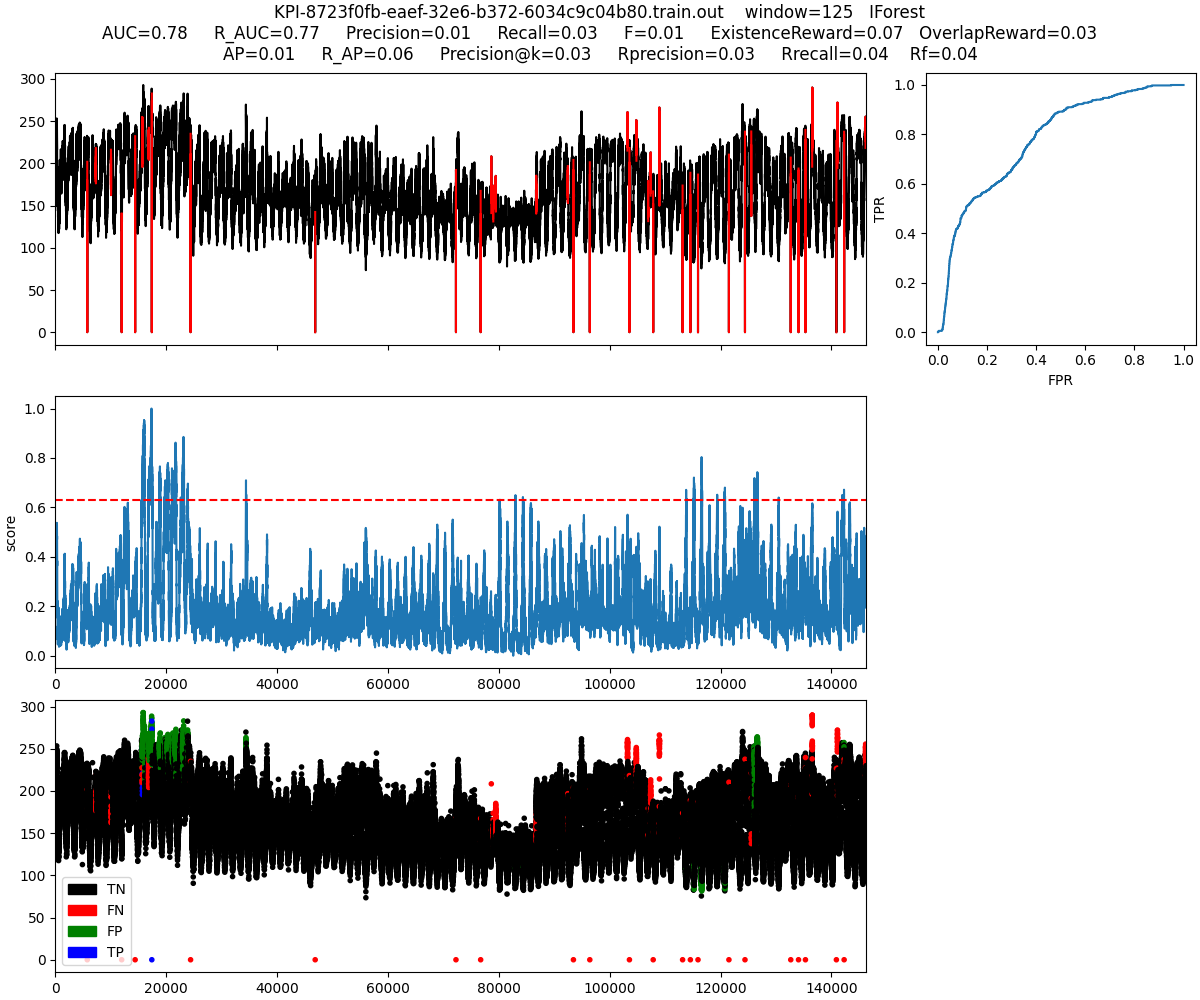 KPI-8723f0fb-eaef-32e6-b372-6034c9c04b80.train.out window=125 IForest
AUC=0.78 R_AUC=0.77 Precision=0.01 Recall=0.03 F=0.01 ExistenceReward=0.07 OverlapReward=0.03
AP=0.01 R_AP=0.06 Precision@k=0.03 Rprecision=0.03 Rrecall=0.04 Rf=0.04
300
250
200
150
100
50
0
1.0
0.8
0.6
0.4
0.2
0.0
TPR
0.0 0.2 0.4 0.6 0.8 1.0
FPR
1.0
0.8
0.6
0.4
0.2
0.0
score
0 20000 40000 60000 80000 100000 120000 140000
300
250
200
150
100
50
0
TN
FN
FP
TP
0 20000 40000 60000 80000 100000 120000 140000